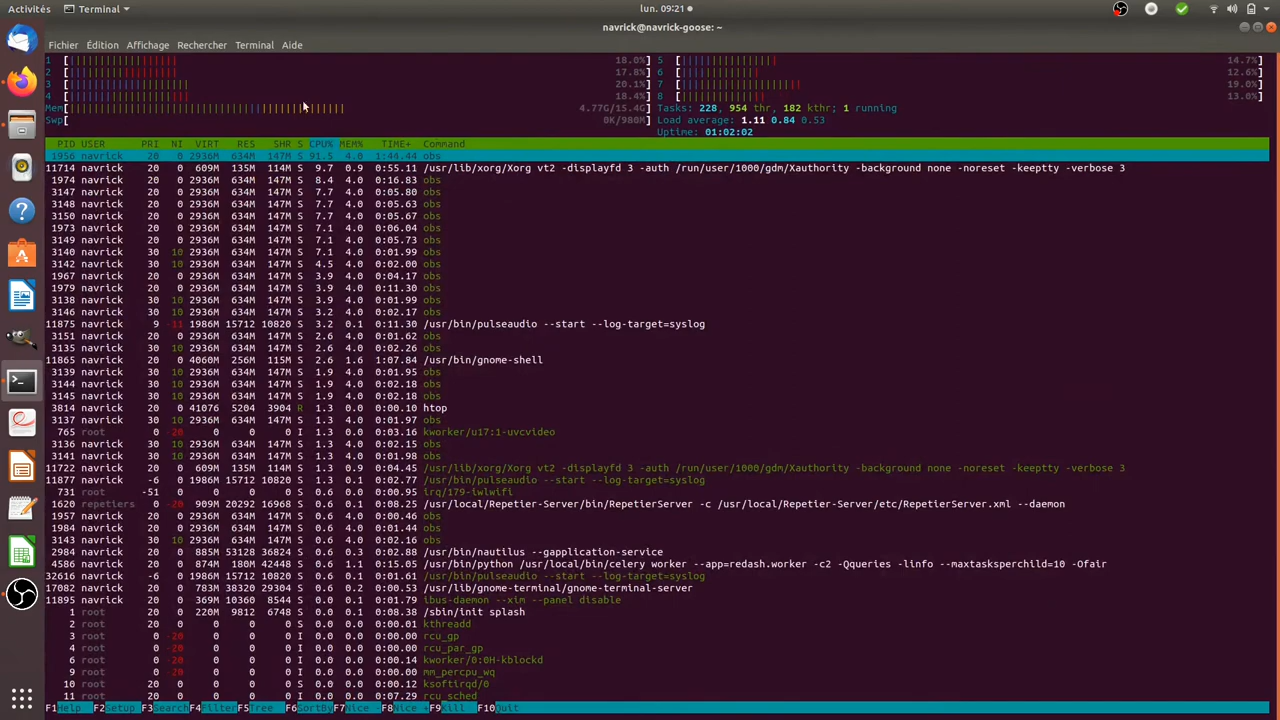 Activités Terminal lun. 09:21
navrick@navrick-goose: ~
Fichier Édition Affichage Rechercher Terminal Aide
1 [ 18.0%] 5 [ 14.7%]
2 [ 17.8%] 6 [ 12.6%]
3 [ 20.1%] 7 [ 19.0%]
4 [ 18.4%] 8 [ 13.0%]
Mem[ 4.77G/15.4G] Tasks: 228, 954 thr, 182 kthr; 1 running
Swp[ 0K/980M] Load average: 1.11 0.84 0.53
Uptime: 01:02:02
PID USER PRI NI VIRT RES SHR S CPU% MEM% TIME+ Command
1956 navrick 20 0 2936M 634M 147M S 91.5 4.0 1:44.44 obs
11714 navrick 20 0 609M 135M 114M S 9.7 0.9 0:55.11 /usr/lib/xorg/Xorg vt2 -displayfd 3 -auth /run/user/1000/gdm/Xauthority -background none -noreset -keeptty -verbose 3
1974 navrick 20 0 2936M 634M 147M S 8.4 4.0 0:16.83 obs
3147 navrick 20 0 2936M 634M 147M S 7.7 4.0 0:05.80 obs
3148 navrick 20 0 2936M 634M 147M S 7.7 4.0 0:05.63 obs
3150 navrick 20 0 2936M 634M 147M S 7.7 4.0 0:05.67 obs
1973 navrick 20 0 2936M 634M 147M S 7.1 4.0 0:06.04 obs
3149 navrick 20 0 2936M 634M 147M S 7.1 4.0 0:05.73 obs
3140 navrick 30 10 2936M 634M 147M S 7.1 4.0 0:01.99 obs
3142 navrick 30 10 2936M 634M 147M S 4.5 4.0 0:02.00 obs
1967 navrick 20 0 2936M 634M 147M S 3.9 4.0 0:04.17 obs
1979 navrick 20 0 2936M 634M 147M S 3.9 4.0 0:11.30 obs
3138 navrick 30 10 2936M 634M 147M S 3.9 4.0 0:01.99 obs
3146 navrick 30 10 2936M 634M 147M S 3.2 4.0 0:02.17 obs
11875 navrick 9 -11 1986M 15712 10820 S 3.2 0.1 0:11.30 /usr/bin/pulseaudio --start --log-target=syslog
3151 navrick 20 0 2936M 634M 147M S 2.6 4.0 0:01.62 obs
3135 navrick 30 10 2936M 634M 147M S 2.6 4.0 0:02.26 obs
11865 navrick 20 0 4060M 256M 115M S 2.6 1.6 1:07.84 /usr/bin/gnome-shell
3139 navrick 30 10 2936M 634M 147M S 1.9 4.0 0:01.95 obs
3144 navrick 30 10 2936M 634M 147M S 1.9 4.0 0:02.18 obs
3145 navrick 30 10 2936M 634M 147M S 1.9 4.0 0:02.18 obs
3814 navrick 20 0 41076 5204 3904 R 1.3 0.0 0:00.10 htop
3137 navrick 30 10 2936M 634M 147M S 1.3 4.0 0:01.97 obs
765 root 0 -20 0 0 0 I 1.3 0.0 0:03.16 kworker/u17:1-uvcvideo
3136 navrick 30 10 2936M 634M 147M S 1.3 4.0 0:02.15 obs
3141 navrick 30 10 2936M 634M 147M S 1.3 4.0 0:01.98 obs
11722 navrick 20 0 609M 135M 114M S 1.3 0.9 0:04.45 /usr/lib/xorg/Xorg vt2 -displayfd 3 -auth /run/user/1000/gdm/Xauthority -background none -noreset -keeptty -verbose 3
11877 navrick -6 0 1986M 15712 10820 S 1.3 0.1 0:02.77 /usr/bin/pulseaudio --start --log-target=syslog
731 root -51 0 0 0 0 S 0.6 0.0 0:00.95 irq/179-iwlwifi
1620 repetiers 0 -20 909M 20292 16968 S 0.6 0.1 0:08.25 /usr/local/Repetier-Server/bin/RepetierServer -c /usr/local/Repetier-Server/etc/RepetierServer.xml --daemon
1957 navrick 20 0 2936M 634M 147M S 0.6 4.0 0:00.46 obs
1984 navrick 20 0 2936M 634M 147M S 0.6 4.0 0:01.44 obs
3143 navrick 30 10 2936M 634M 147M S 0.6 4.0 0:02.16 obs
2984 navrick 20 0 885M 53128 36824 S 0.6 0.3 0:02.88 /usr/bin/nautilus --gapplication-service
4586 navrick 20 0 874M 180M 42448 S 0.6 1.1 0:15.05 /usr/bin/python /usr/local/bin/celery worker --app=redash.worker -c2 -Qqueries -linfo --maxtasksperchild=10 -Ofair
32616 navrick -6 0 1986M 15712 10820 S 0.6 0.1 0:01.61 /usr/bin/pulseaudio --start --log-target=syslog
17082 navrick 20 0 783M 38320 29304 S 0.6 0.2 0:00.53 /usr/lib/gnome-terminal/gnome-terminal-server
11895 navrick 20 0 369M 10360 8544 S 0.6 0.1 0:01.79 ibus-daemon --xim --panel disable
1 root 20 0 220M 9812 6748 S 0.0 0.1 0:08.38 /sbin/init splash
2 root 20 0 0 0 0 S 0.0 0.0 0:00.00 kthreadd
3 root 0 -20 0 0 0 I 0.0 0.0 0:00.00 rcu_gp
4 root 0 -20 0 0 0 I 0.0 0.0 0:00.00 rcu_par_gp
6 root 0 -20 0 0 0 I 0.0 0.0 0:00.14 kworker/0:0H-kblockd
9 root 0 -20 0 0 0 I 0.0 0.0 0:00.00 mm_percpu_wq
10 root 20 0 0 0 0 S 0.0 0.0 0:00.12 ksoftirqd/0
11 root 20 0 0 0 0 I 0.0 0.0 0:07.29 rcu_sched
F1Help F2Setup F3Search F4Filter F5Tree F6SortBy F7Nice - F8Nice + F9Kill F10Quit